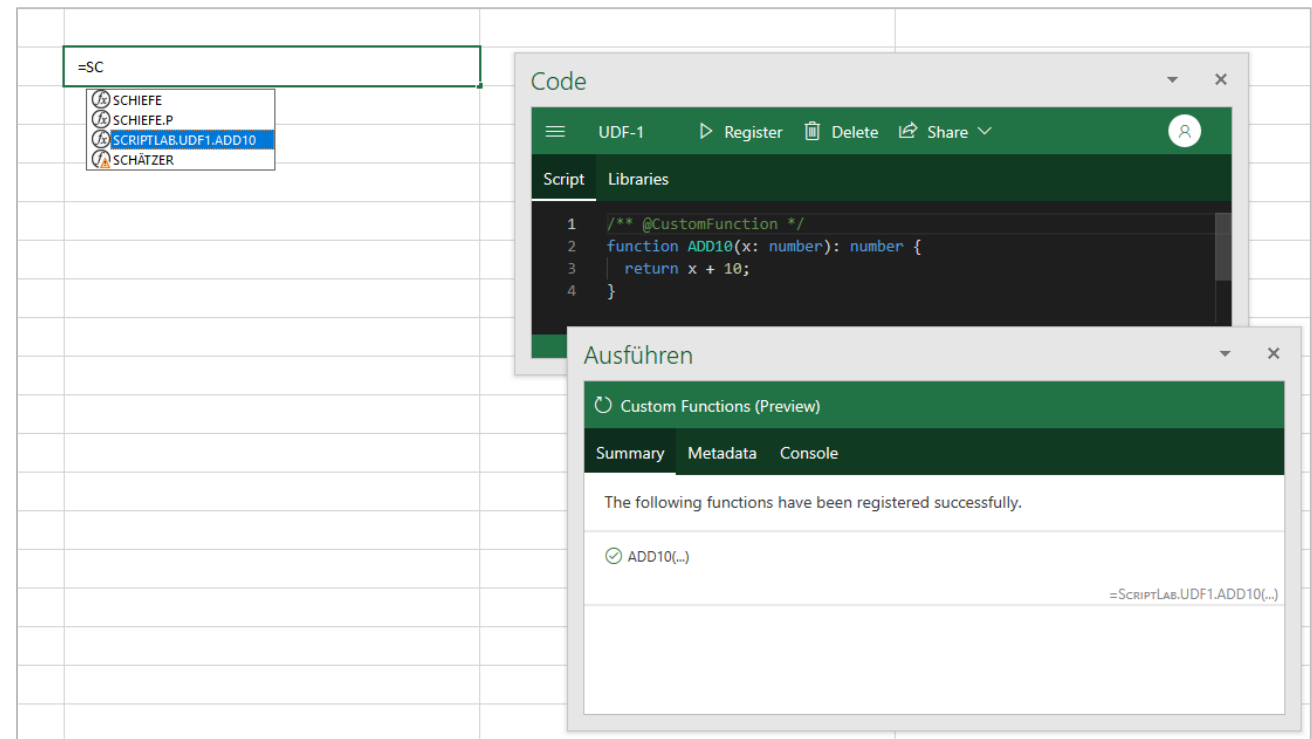 =SC
SCHIEFE
SCHIEFE.P
SCRIPTLAB.UDF1.ADD10
SCHÄTZER
Code
UDF-1 Register Delete Share
Script Libraries
1 /** @CustomFunction */
2 function ADD10(x: number): number {
3 return x + 10;
4 }
Ausführen
Custom Functions (Preview)
Summary Metadata Console
The following functions have been registered successfully.
ADD10(...)
=ScriptLab.UDF1.ADD10(...)